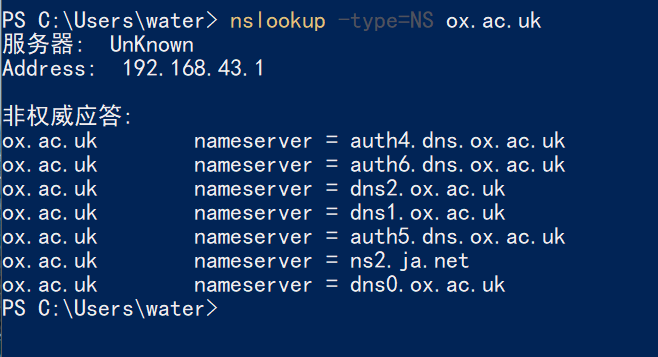 PS C:\Users\water> nslookup -type=NS ox.ac.uk
服务器:  UnKnown
Address:  192.168.43.1

非权威应答:
ox.ac.uk        nameserver = auth4.dns.ox.ac.uk
ox.ac.uk        nameserver = auth6.dns.ox.ac.uk
ox.ac.uk        nameserver = dns2.ox.ac.uk
ox.ac.uk        nameserver = dns1.ox.ac.uk
ox.ac.uk        nameserver = auth5.dns.ox.ac.uk
ox.ac.uk        nameserver = ns2.ja.net
ox.ac.uk        nameserver = dns0.ox.ac.uk
PS C:\Users\water>